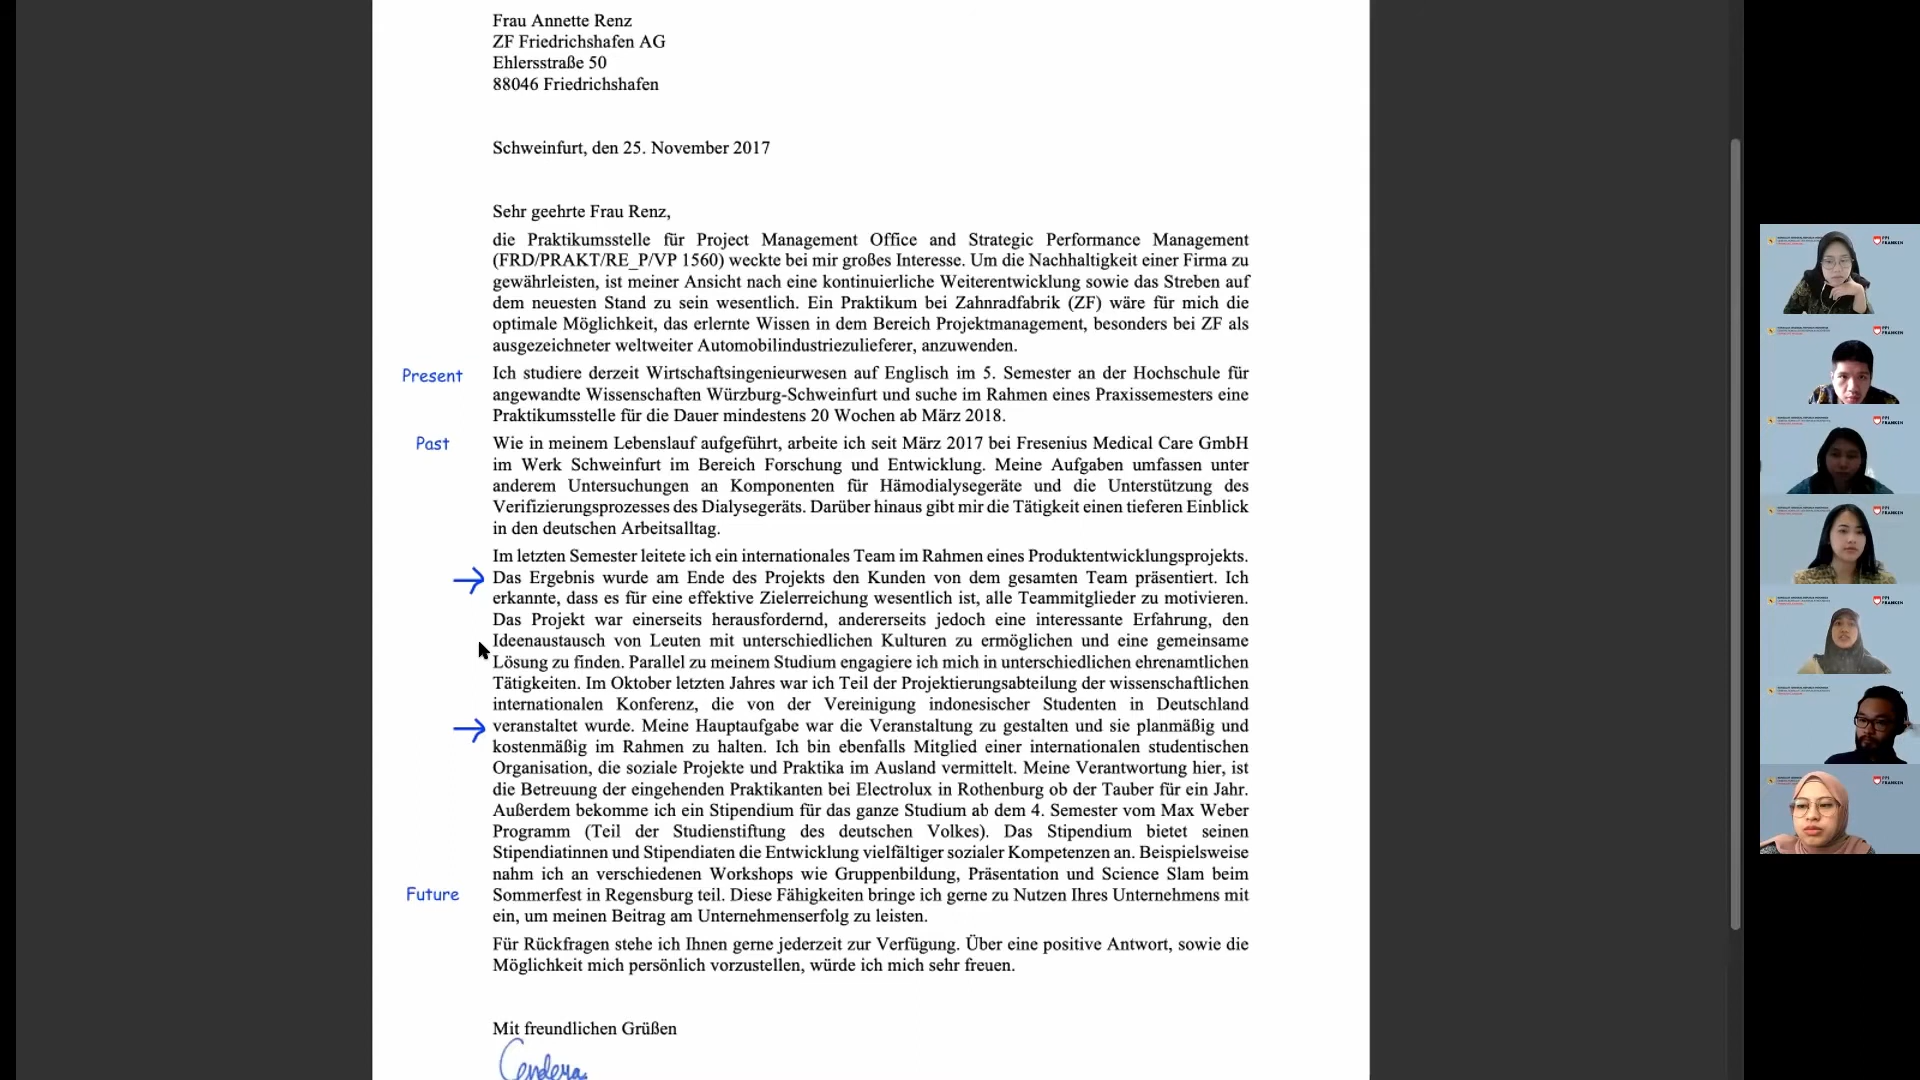 Frau Annette Renz
ZF Friedrichshafen AG
Ehlersstraße 50
88046 Friedrichshafen
Schweinfurt, den 25. November 2017
Sehr geehrte Frau Renz,
die Praktikumsstelle für Project Management Office and Strategic Performance Management
(FRD/PRAKT/RE_P/VP 1560) weckte bei mir großes Interesse. Um die Nachhaltigkeit einer Firma zu
gewährleisten, ist meiner Ansicht nach eine kontinuierliche Weiterentwicklung sowie das Streben auf
dem neuesten Stand zu sein wesentlich. Ein Praktikum bei Zahnradfabrik (ZF) wäre für mich die
optimale Möglichkeit, das erlernte Wissen in dem Bereich Projektmanagement, besonders bei ZF als
ausgezeichneter weltweiter Automobilindustriezulieferer, anzuwenden.
Present
Ich studiere derzeit Wirtschaftsingenieurwesen auf Englisch im 5. Semester an der Hochschule für
angewandte Wissenschaften Würzburg-Schweinfurt und suche im Rahmen eines Praxissemesters eine
Praktikumsstelle für die Dauer mindestens 20 Wochen ab März 2018.
Past
Wie in meinem Lebenslauf aufgeführt, arbeite ich seit März 2017 bei Fresenius Medical Care GmbH
im Werk Schweinfurt im Bereich Forschung und Entwicklung. Meine Aufgaben umfassen unter
anderem Untersuchungen an Komponenten für Hämodialysegeräte und die Unterstützung des
Verifizierungsprozesses des Dialysegeräts. Darüber hinaus gibt mir die Tätigkeit einen tieferen Einblick
in den deutschen Arbeitsalltag.
Im letzten Semester leitete ich ein internationales Team im Rahmen eines Produktentwicklungsprojekts.
Das Ergebnis wurde am Ende des Projekts den Kunden von dem gesamten Team präsentiert. Ich
erkannte, dass es für eine effektive Zielerreichung wesentlich ist, alle Teammitglieder zu motivieren.
Das Projekt war einerseits herausfordernd, andererseits jedoch eine interessante Erfahrung, den
Ideenaustausch von Leuten mit unterschiedlichen Kulturen zu ermöglichen und eine gemeinsame
Lösung zu finden. Parallel zu meinem Studium engagiere ich mich in unterschiedlichen ehrenamtlichen
Tätigkeiten. Im Oktober letzten Jahres war ich Teil der Projektierungsabteilung der wissenschaftlichen
internationalen Konferenz, die von der Vereinigung indonesischer Studenten in Deutschland
veranstaltet wurde. Meine Hauptaufgabe war die Veranstaltung zu gestalten und sie planmäßig und
kostenmäßig im Rahmen zu halten. Ich bin ebenfalls Mitglied einer internationalen studentischen
Organisation, die soziale Projekte und Praktika im Ausland vermittelt. Meine Verantwortung hier, ist
die Betreuung der eingehenden Praktikanten bei Electrolux in Rothenburg ob der Tauber für ein Jahr.
Außerdem bekomme ich ein Stipendium für das ganze Studium ab dem 4. Semester vom Max Weber
Programm (Teil der Studienstiftung des deutschen Volkes). Das Stipendium bietet seinen
Stipendiatinnen und Stipendiaten die Entwicklung vielfältiger sozialer Kompetenzen an. Beispielsweise
nahm ich an verschiedenen Workshops wie Gruppenbildung, Präsentation und Science Slam beim
Future
Sommerfest in Regensburg teil. Diese Fähigkeiten bringe ich gerne zu Nutzen Ihres Unternehmens mit
ein, um meinen Beitrag am Unternehmenserfolg zu leisten.
Für Rückfragen stehe ich Ihnen gerne jederzeit zur Verfügung. Über eine positive Antwort, sowie die
Möglichkeit mich persönlich vorzustellen, würde ich mich sehr freuen.
Mit freundlichen Grüßen
Cendera
PPI
FRANKEN
PPI
FRANKEN
PPI
FRANKEN
PPI
FRANKEN
PPI
FRANKEN
PPI
FRANKEN
PPI
FRANKEN